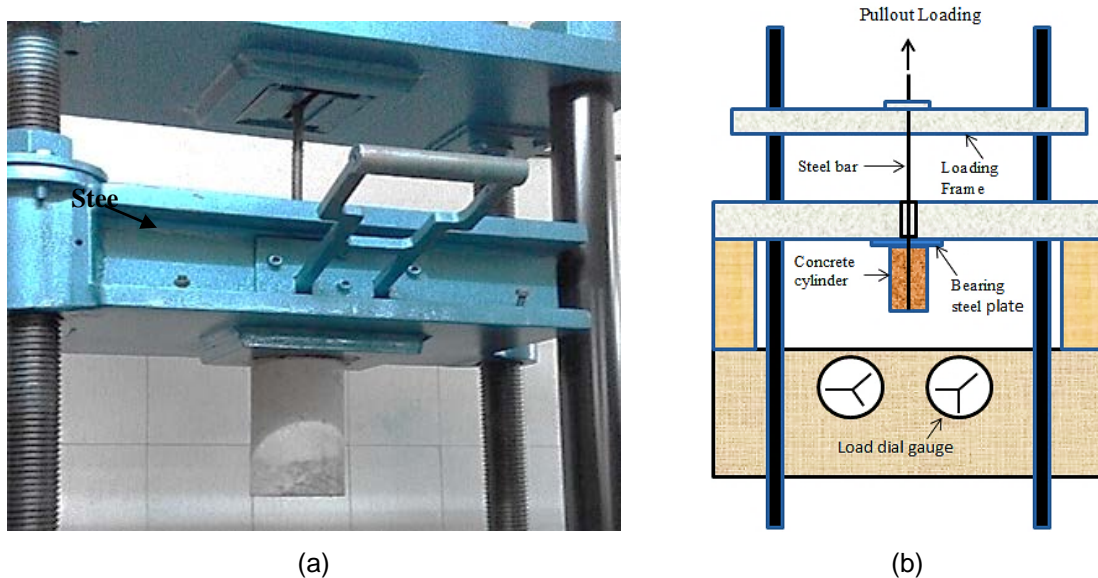 Stee
(a)
Pullout Loading
Steel bar
Loading
Frame
Concrete
cylinder
Bearing
steel plate
Load dial gauge
(b)